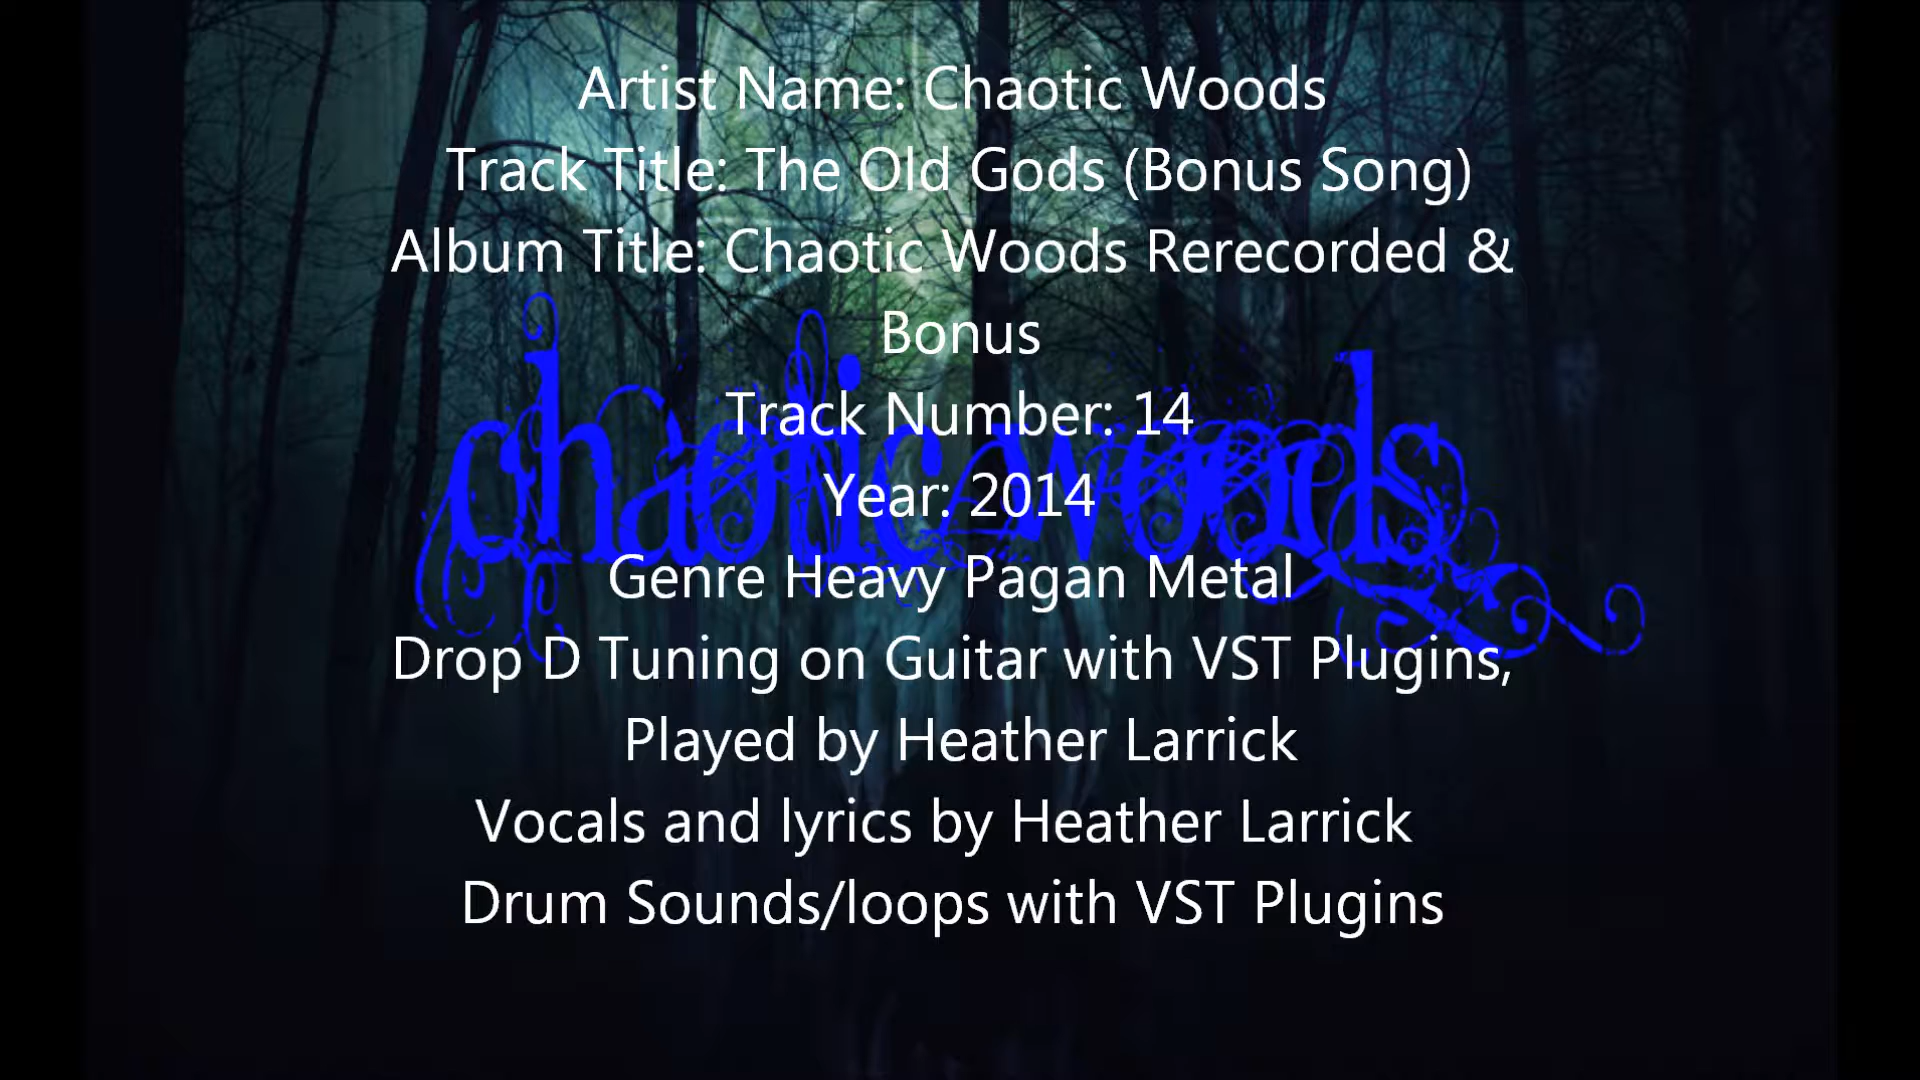 Artist Name: Chaotic Woods
Track Title: The Old Gods (Bonus Song)
Album Title: Chaotic Woods Rerecorded &
Bonus
Track Number: 14
chaotic woods
Year: 2014
Genre Heavy Pagan Metal
Drop D Tuning on Guitar with VST Plugins,
Played by Heather Larrick
Vocals and lyrics by Heather Larrick
Drum Sounds/loops with VST Plugins